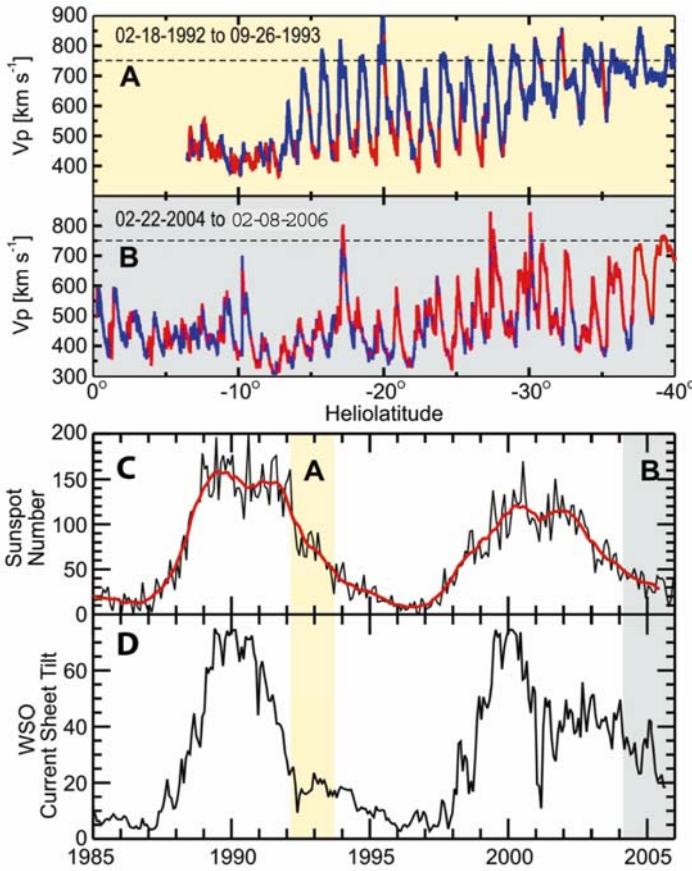 900
800
700
600
500
400
Vp [km s⁻¹]
02-18-1992 to 09-26-1993
A
800
700
600
500
400
300
Vp [km s⁻¹]
02-22-2004 to 02-08-2006
B
0° -10° -20° -30° -40°
Heliolatitude
200
150
100
50
0
Sunspot
Number
C A B
60
40
20
0
WSO
Current Sheet Tilt
D
1985 1990 1995 2000 2005